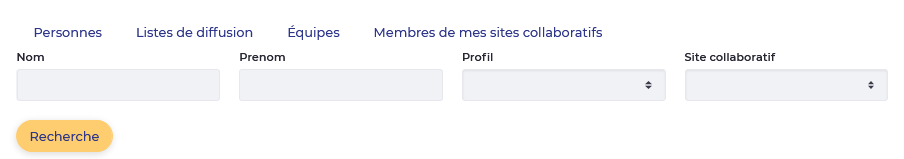 Personnes Listes de diffusion Équipes Membres de mes sites collaboratifs
Nom Prenom Profil Site collaboratif
Recherche